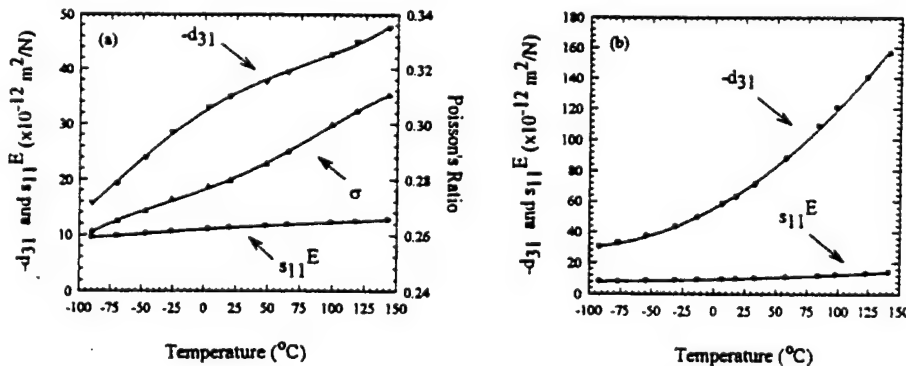 (a)
-d31
σ
s11E
-d31 and s11E (x10-12 m2/N)
50
40
30
20
10
0
0.34
0.32
0.30
0.28
0.26
0.24
Poisson's Ratio
-100 -75 -50 -25 0 25 50 75 100 125 150
Temperature (oC)
(b)
-d31
s11E
-d31 and s11E (x10-12 m2/N)
180
160
140
120
100
80
60
40
20
0
-100 -75 -50 -25 0 25 50 75 100 125 150
Temperature (oC)